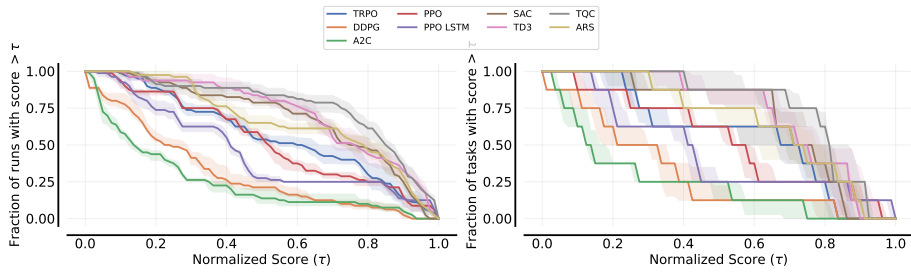 TRPO PPO SAC TQC
DDPG PPO LSTM TD3 ARS
A2C
Fraction of runs with score > τ
1.00
0.75
0.50
0.25
0.00
0.0 0.2 0.4 0.6 0.8 1.0
Normalized Score (τ)
Fraction of tasks with score > τ
1.00
0.75
0.50
0.25
0.00
0.0 0.2 0.4 0.6 0.8 1.0
Normalized Score (τ)